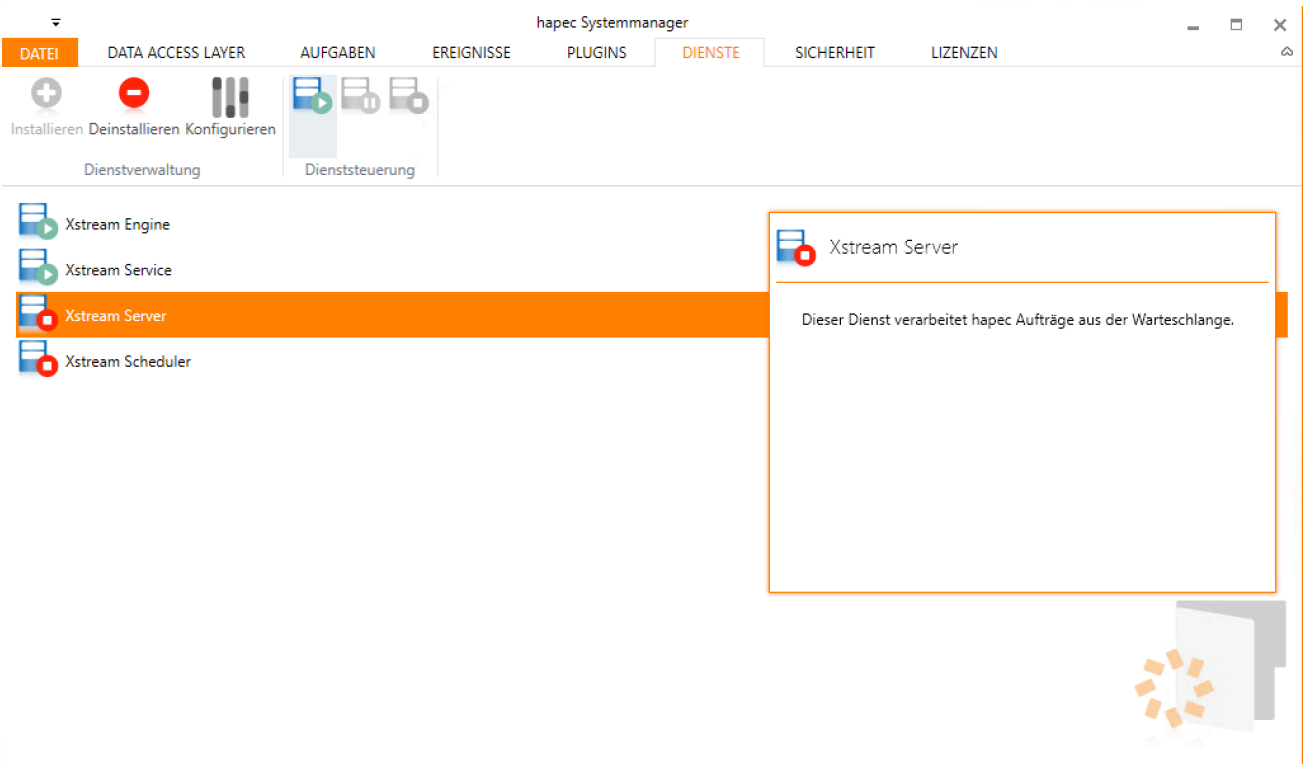 hapec Systemmanager
DATEI DATA ACCESS LAYER AUFGABEN EREIGNISSE PLUGINS DIENSTE SICHERHEIT LIZENZEN
Installieren Deinstallieren Konfigurieren
Dienstverwaltung Dienststeuerung
Xstream Engine
Xstream Service
Xstream Server
Xstream Scheduler
Xstream Server
Dieser Dienst verarbeitet hapec Aufträge aus der Warteschlange.